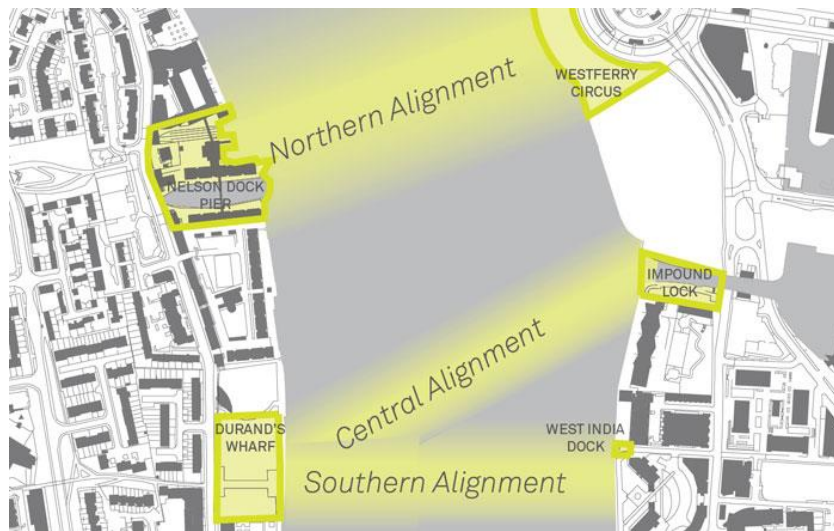 Northern Alignment
WESTFERRY
CIRCUS
NELSON DOCK
PIER
IMPOUND
LOCK
Central Alignment
DURAND'S
WHARF
WEST INDIA
DOCK
Southern Alignment